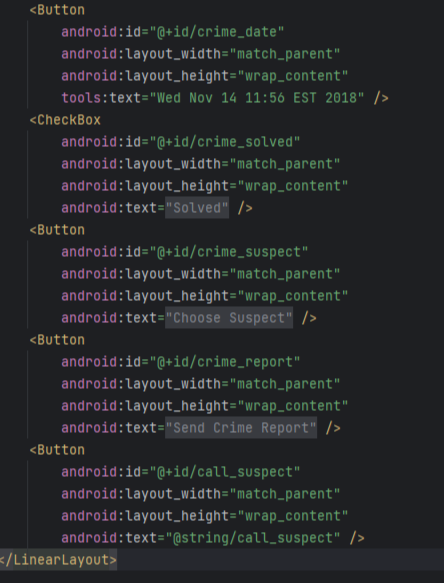 <Button
android:id="@+id/crime_date"
android:layout_width="match_parent"
android:layout_height="wrap_content"
tools:text="Wed Nov 14 11:56 EST 2018" />
<CheckBox
android:id="@+id/crime_solved"
android:layout_width="match_parent"
android:layout_height="wrap_content"
android:text="Solved" />
<Button
android:id="@+id/crime_suspect"
android:layout_width="match_parent"
android:layout_height="wrap_content"
android:text="Choose Suspect" />
<Button
android:id="@+id/crime_report"
android:layout_width="match_parent"
android:layout_height="wrap_content"
android:text="Send Crime Report" />
<Button
android:id="@+id/call_suspect"
android:layout_width="match_parent"
android:layout_height="wrap_content"
android:text="@string/call_suspect" />
</LinearLayout>